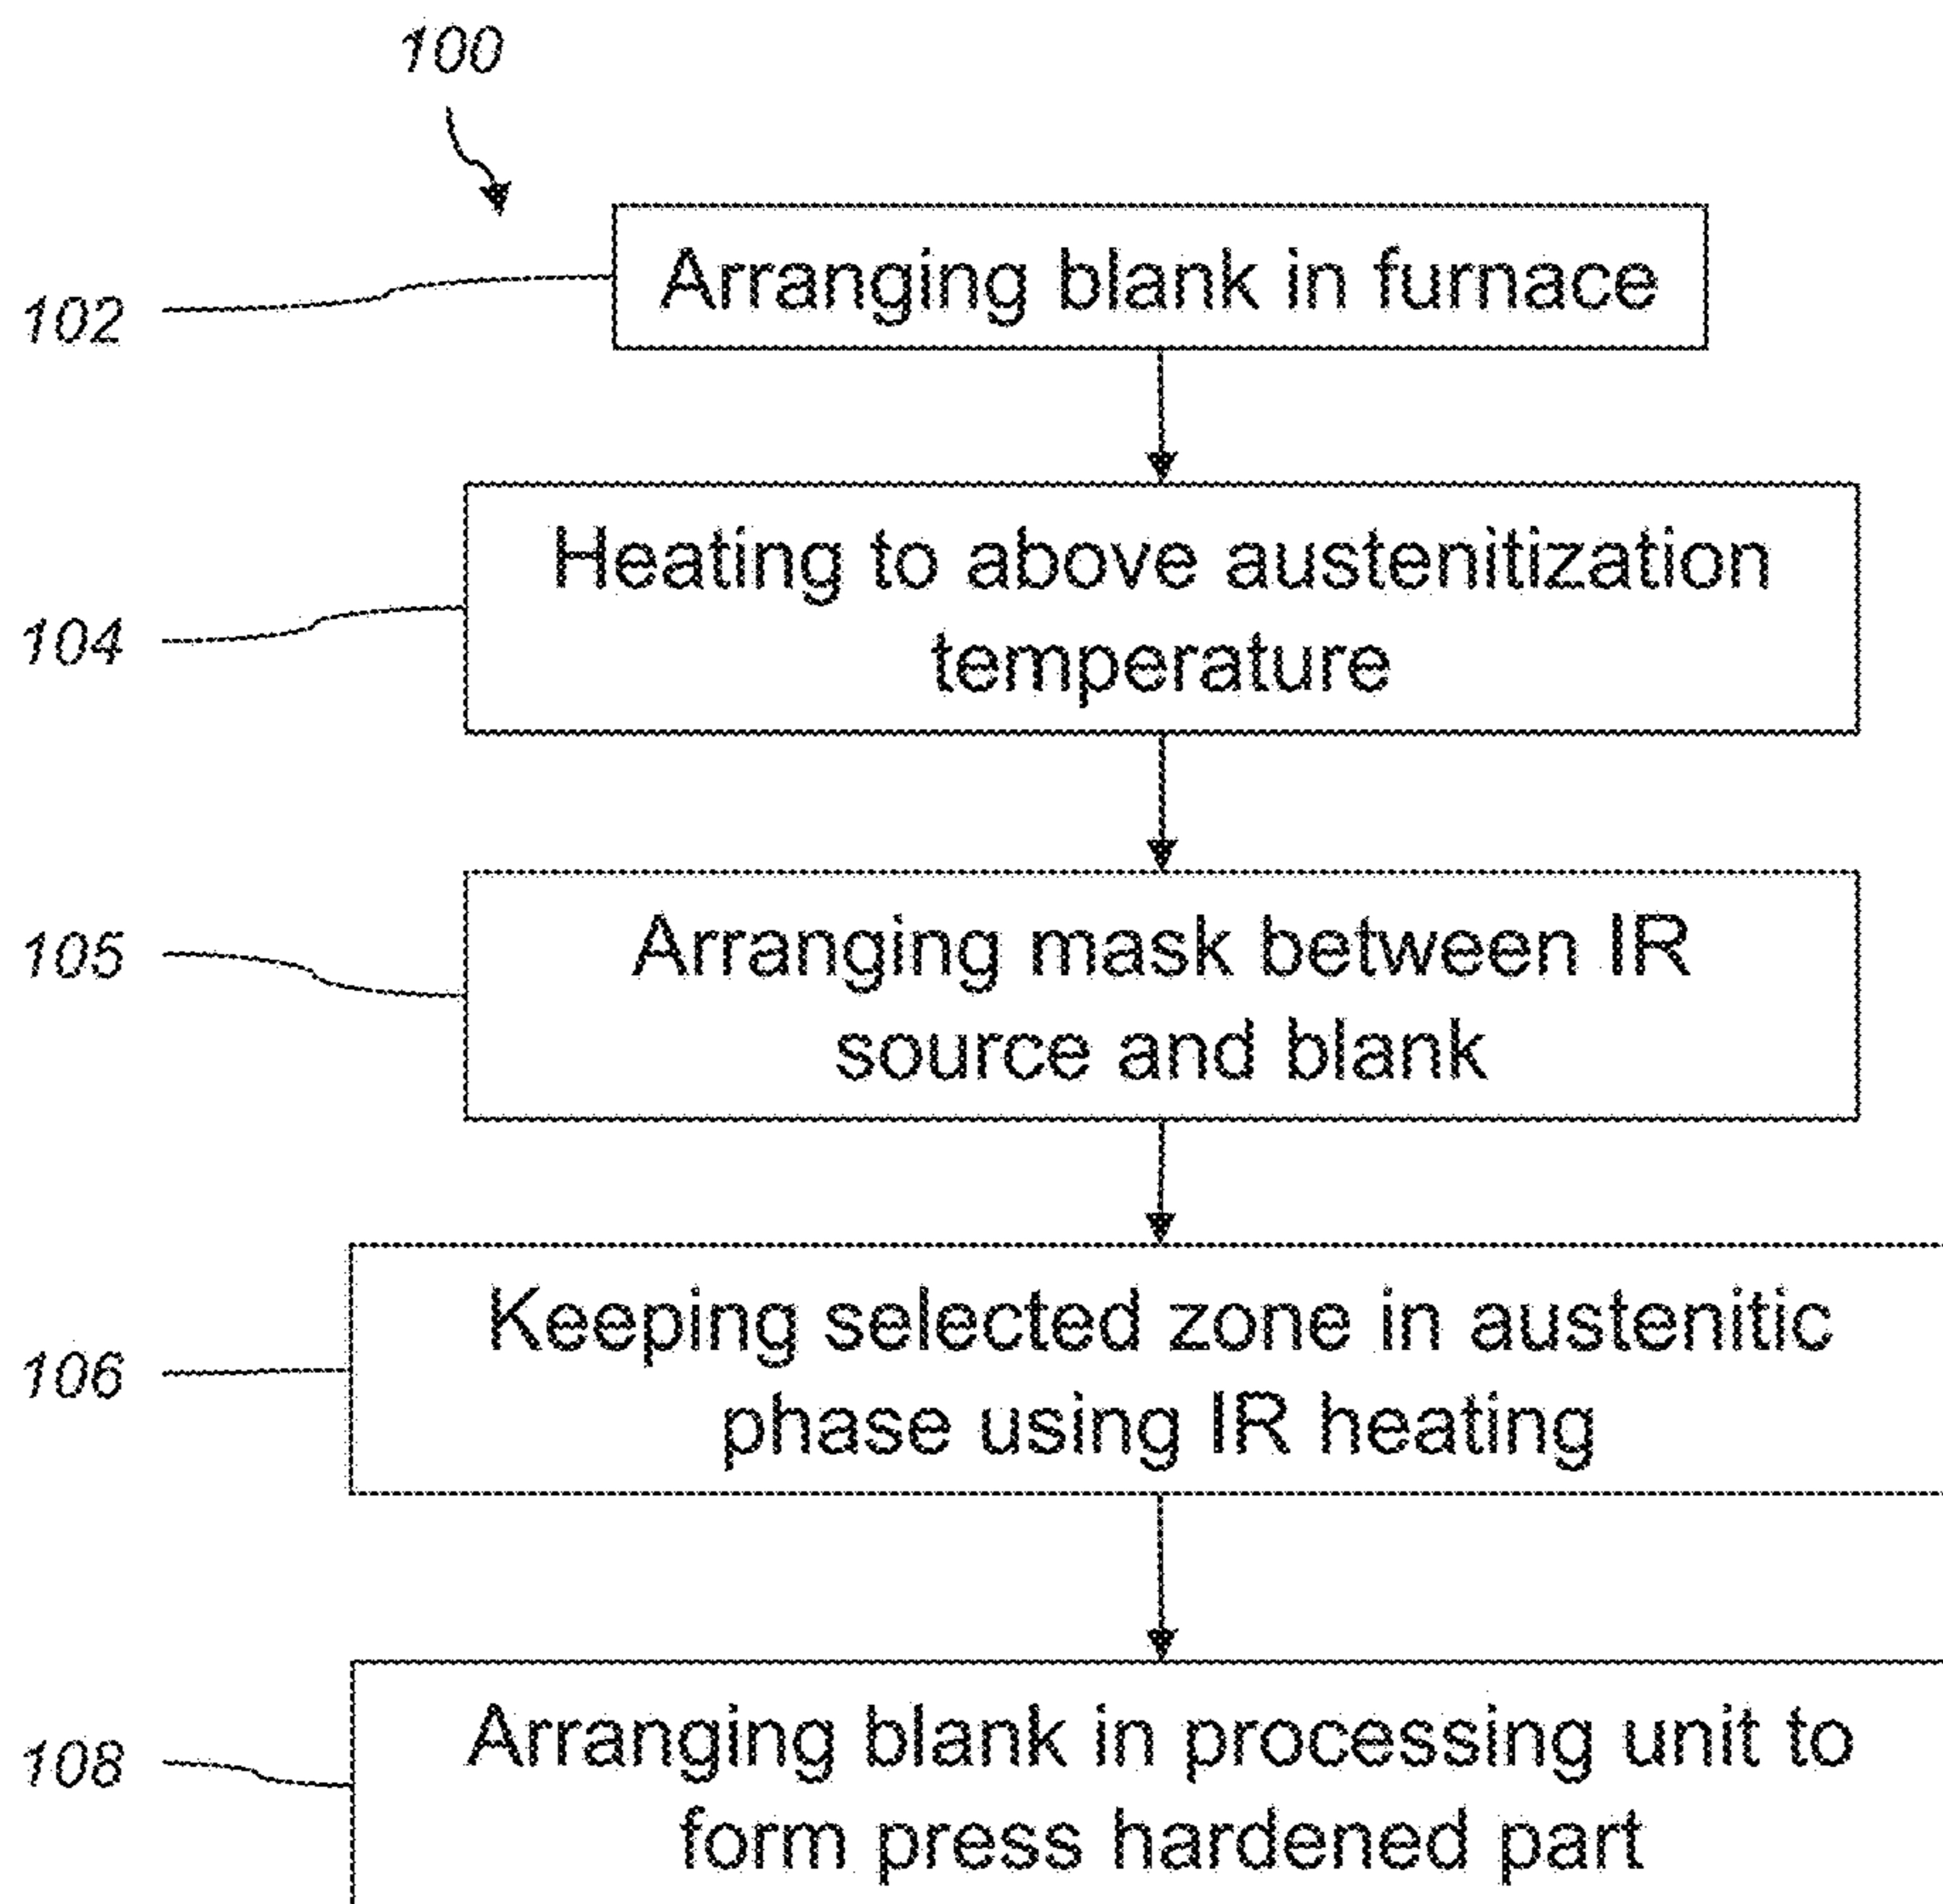 100
102
Arranging blank in furnace
104
Heating to above austenitization
temperature
105
Arranging mask between IR
source and blank
106
Keeping selected zone in austenitic
phase using IR heating
108
Arranging blank in processing unit to
form press hardened part